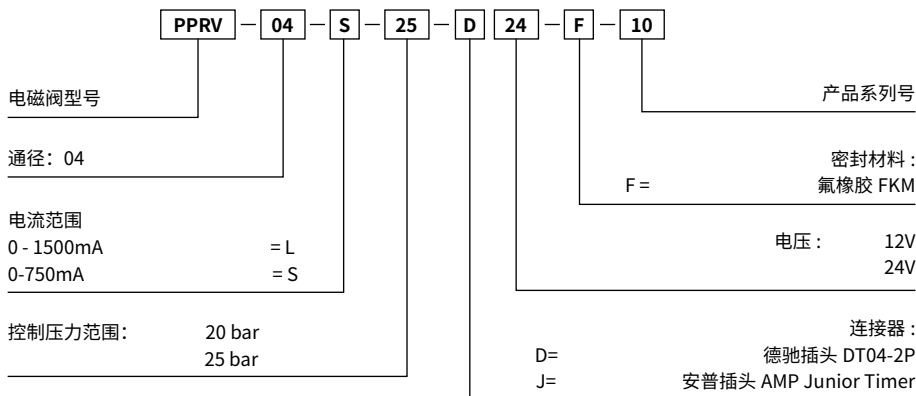 PPRV - 04 - S - 25 - D 24 - F - 10
电磁阀型号
通径：04
电流范围
0 - 1500mA = L
0-750mA = S
控制压力范围： 20 bar
25 bar
产品系列号
密封材料：
F = 氟橡胶 FKM
电压： 12V
24V
连接器：
D= 德驰插头 DT04-2P
J= 安普插头 AMP Junior Timer